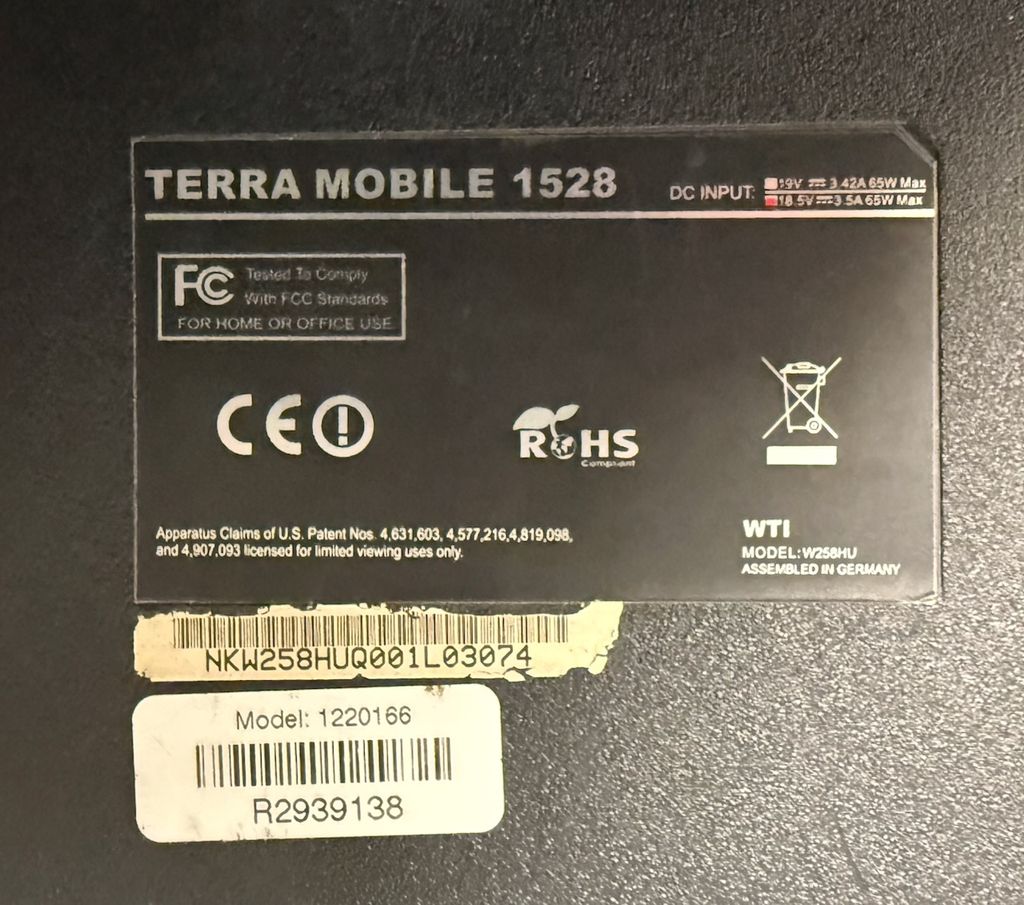 TERRA MOBILE 1528
DC INPUT: 19V ⎓ 3.42A 65W Max
18.5V⎓3.5A 65W Max
FC Tested To Comply
With FCC Standards
FOR HOME OR OFFICE USE
CE
RoHS
Compliant
Apparatus Claims of U.S. Patent Nos. 4,631,603, 4,577,216,4,819,098,
and 4,907,093 licensed for limited viewing uses only.
WTI
MODEL: W258HU
ASSEMBLED IN GERMANY
NKW258HUQ001L03074
Model: 1220166
R2939138